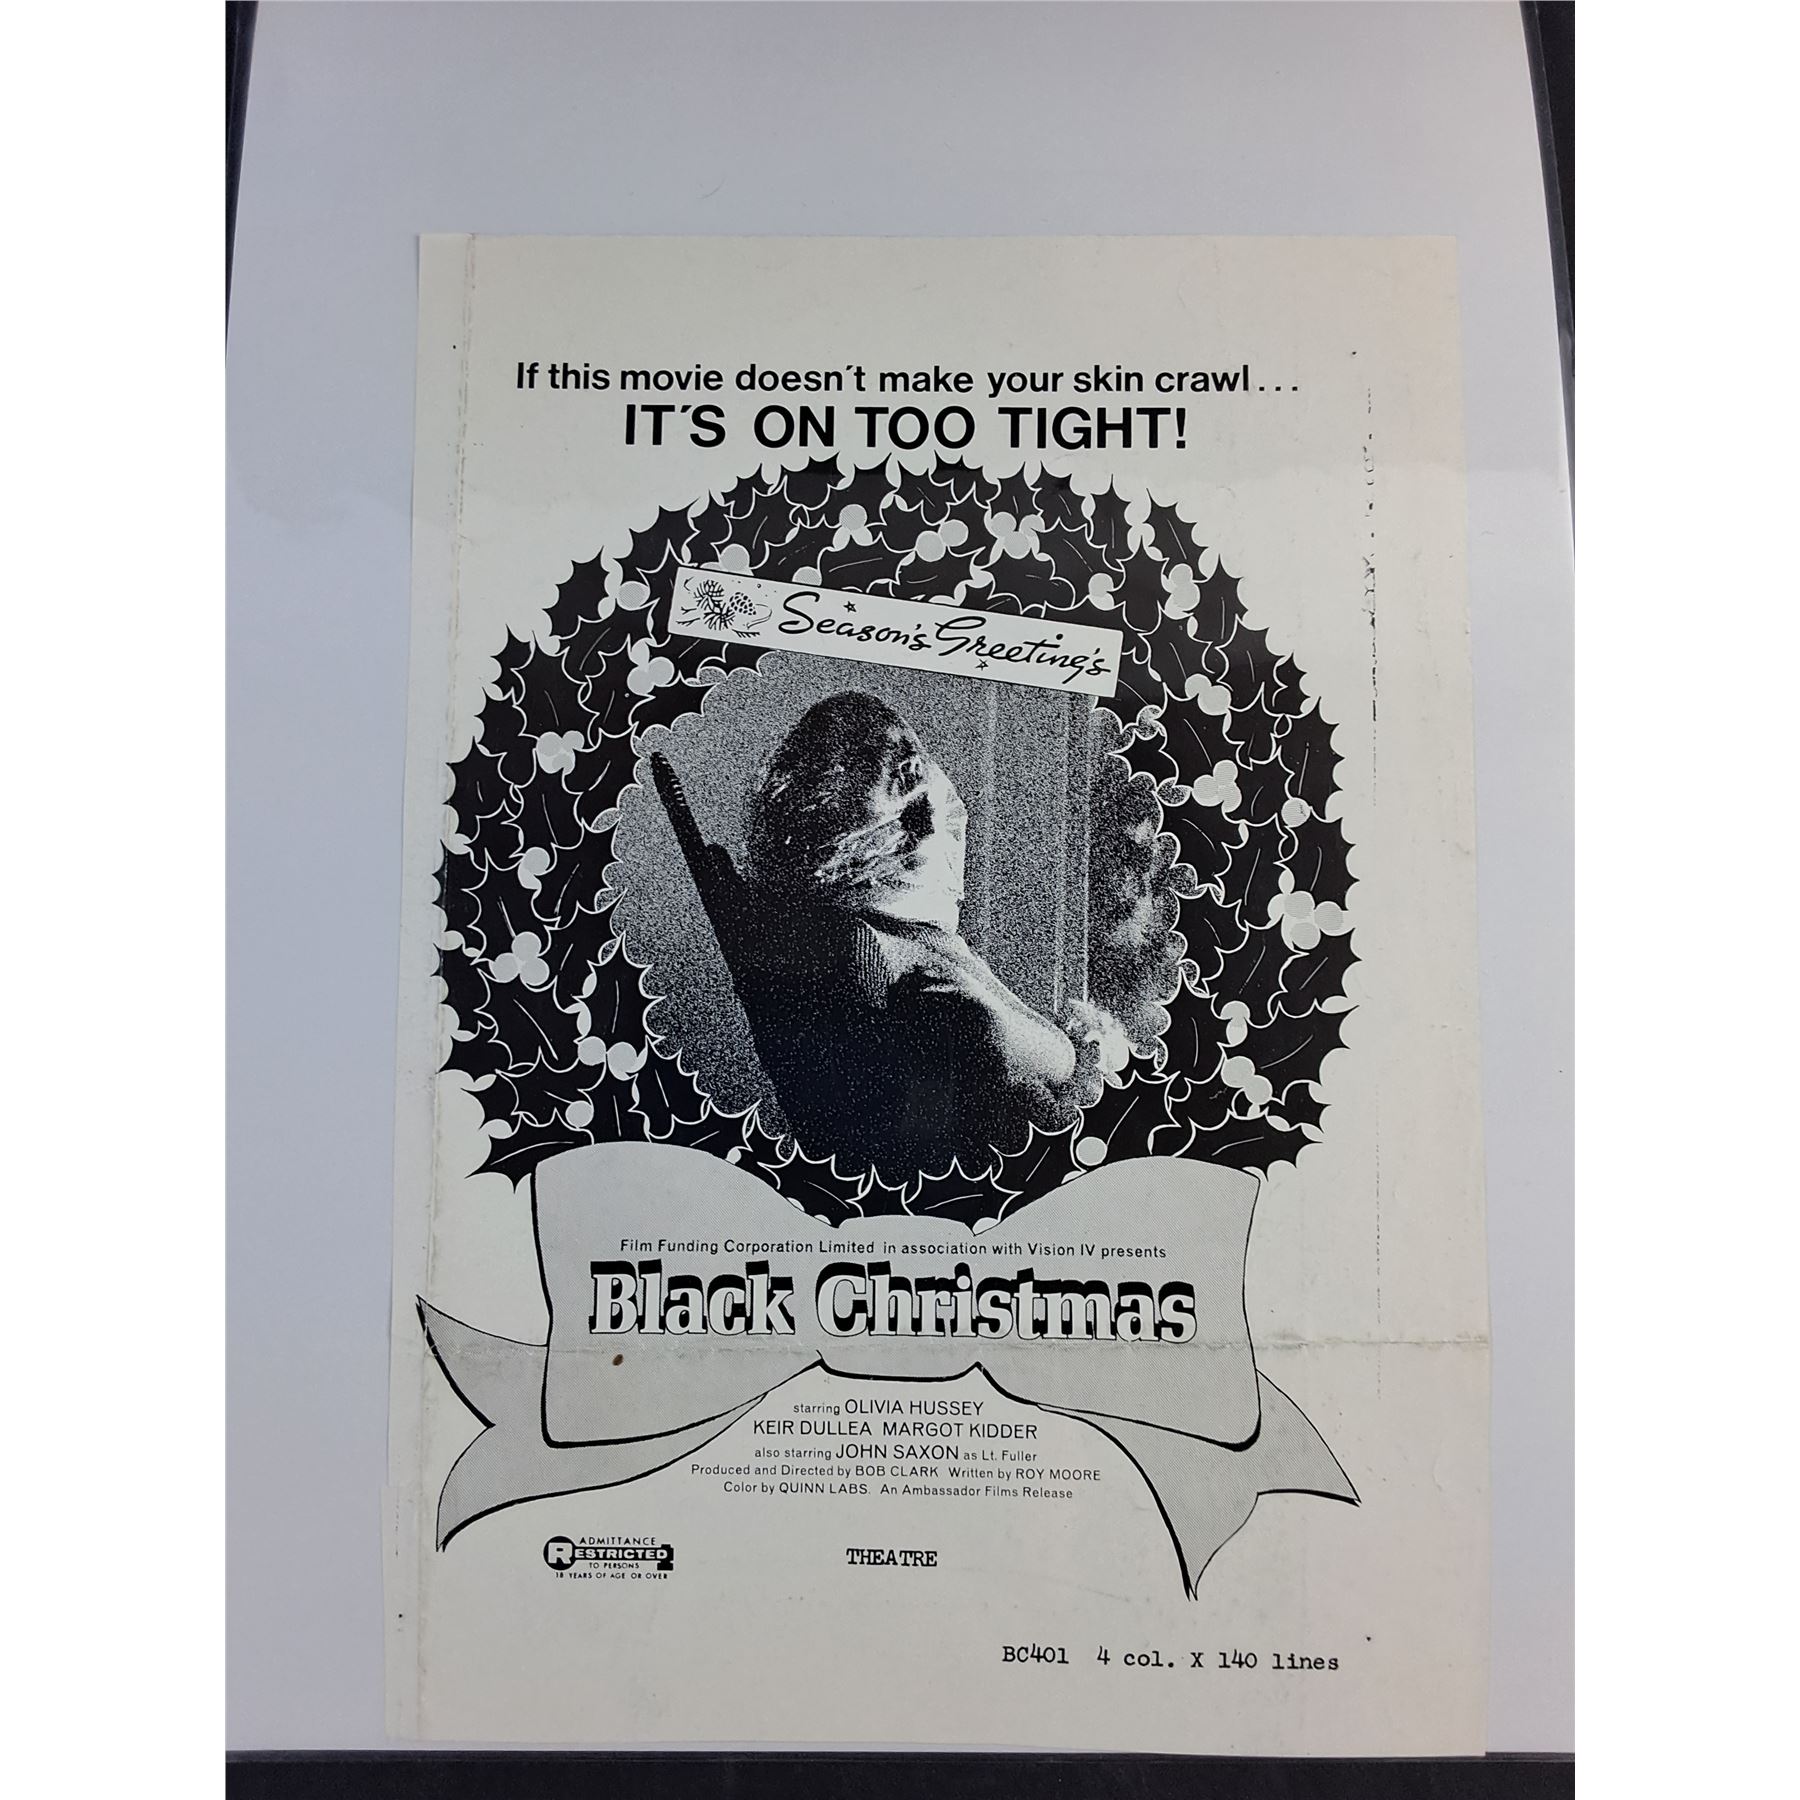 If this movie doesn't make your skin crawl...
IT'S ON TOO TIGHT!
Season's Greeting's
Film Funding Corporation Limited in association with Vision IV presents
Black Christmas
starring OLIVIA HUSSEY
KEIR DULLEA MARGOT KIDDER
also starring JOHN SAXON as Lt. Fuller
Produced and Directed by BOB CLARK Written by ROY MOORE
Color by QUINN LABS. An Ambassador Films Release
ADMITTANCE
RESTRICTED
TO PERSONS
18 YEARS OF AGE OR OVER
THEATRE
BC401 4 col. X 140 lines